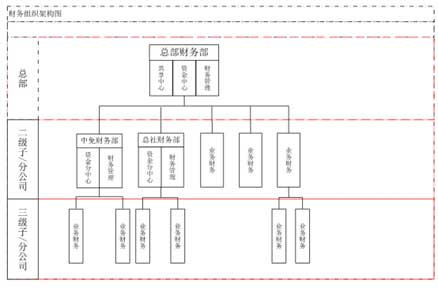 财务组织架构图
总部
总部财务部
共享中心
资金中心
财务管理
二级子/分公司
中免财务部
资金分中心
财务管理
总社财务部
资金分中心
财务管理
业务财务
业务财务
业务财务
三级子/分公司
业务财务
业务财务
业务财务
业务财务
业务财务
业务财务